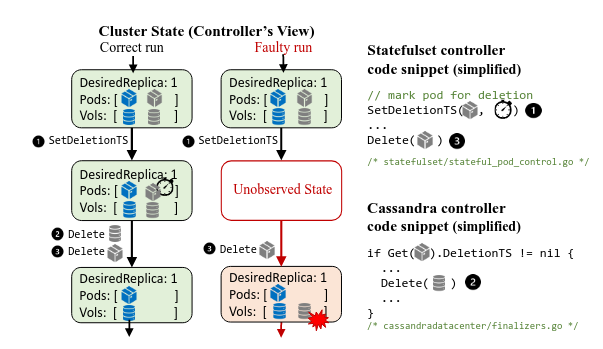 Cluster State (Controller's View)
Correct run
Faulty run
DesiredReplica: 1
Pods: [ ]
Vols: [ ]
DesiredReplica: 1
Pods: [ ]
Vols: [ ]
1 SetDeletionTS
1 SetDeletionTS
DesiredReplica: 1
Pods: [ ]
Vols: [ ]
Unobserved State
2 Delete
3 Delete
3 Delete
DesiredReplica: 1
Pods: [ ]
Vols: [ ]
DesiredReplica: 1
Pods: [ ]
Vols: [ ]
Statefulset controller
code snippet (simplified)
// mark pod for deletion
SetDeletionTS( , ) 1
...
Delete( ) 3
/* statefulset/stateful_pod_control.go */
Cassandra controller
code snippet (simplified)
if Get( ).DeletionTS != nil {
...
Delete( ) 2
...
}
/* cassandradatacenter/finalizers.go */